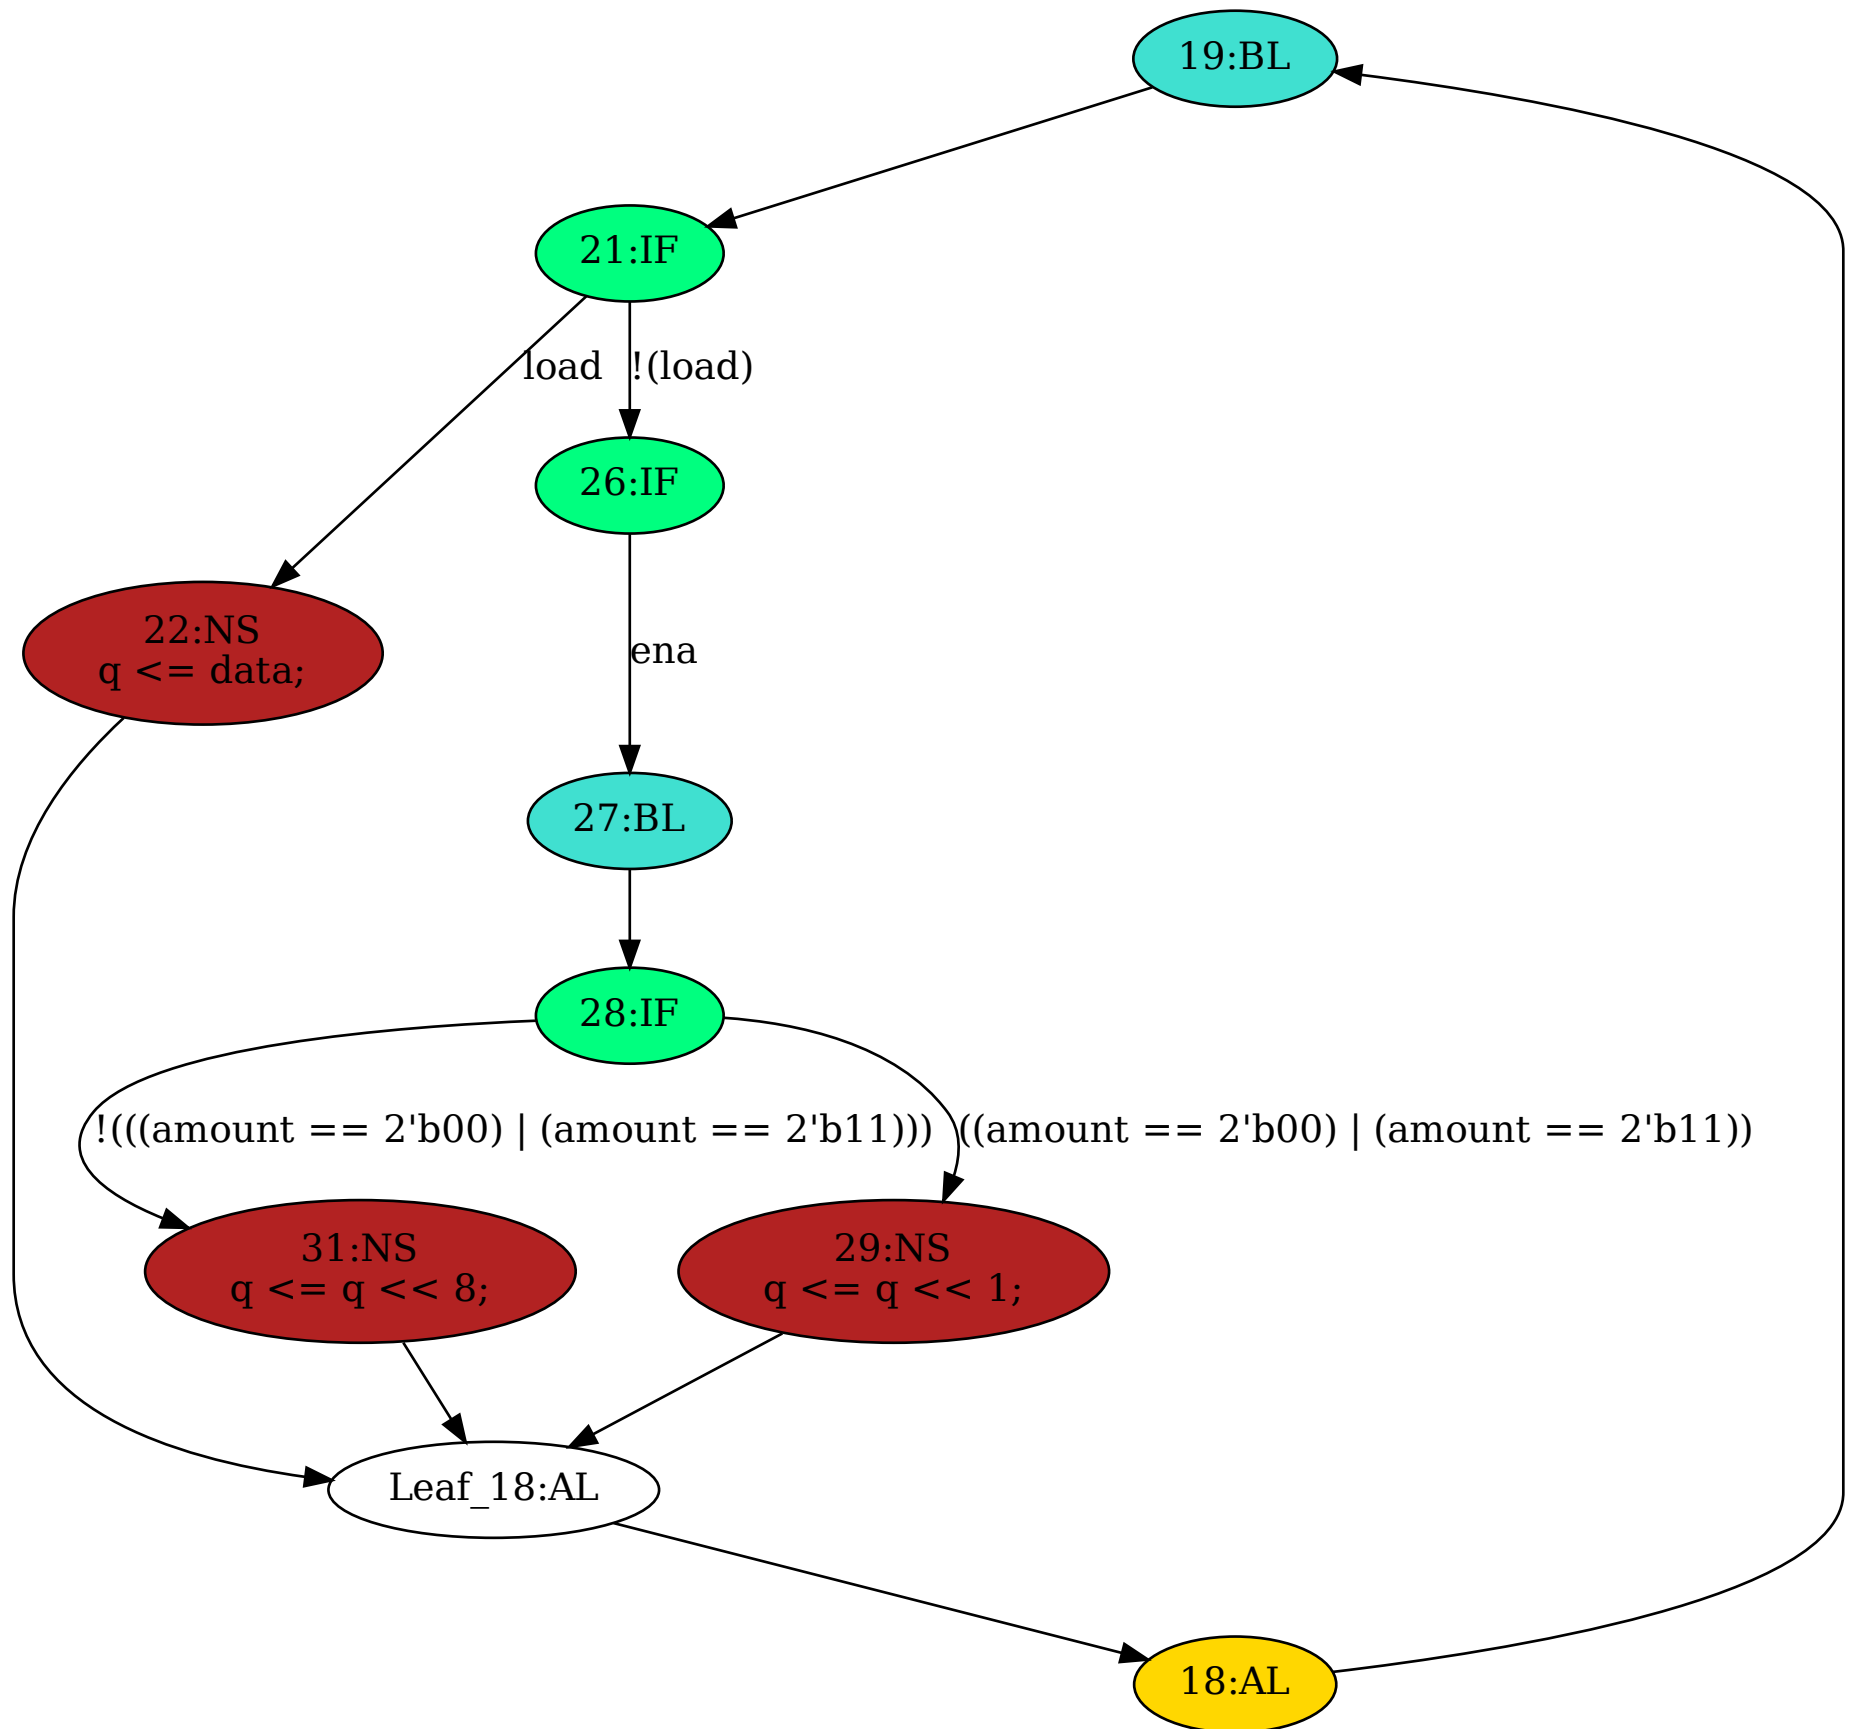 19:BL
21:IF
load
!(load)
26:IF
22:NS
q <= data;
ena
27:BL
28:IF
!(((amount == 2'b00) | (amount == 2'b11)))
((amount == 2'b00) | (amount == 2'b11))
31:NS
q <= q << 8;
29:NS
q <= q << 1;
Leaf_18:AL
18:AL